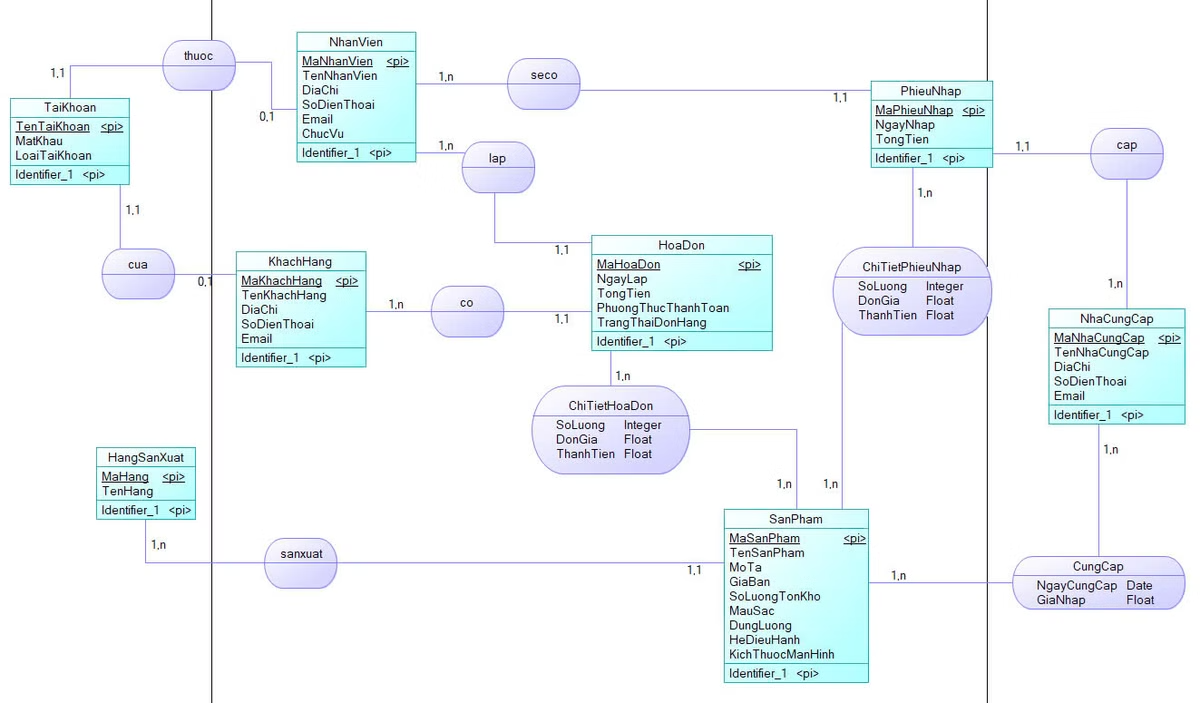 thuoc
1,1
0,1
TaiKhoan
TenTaiKhoan <pi>
MatKhau
LoaiTaiKhoan
Identifier_1 <pi>
1,1
cua
0,1
NhanVien
MaNhanVien <pi>
TenNhanVien
DiaChi
SoDienThoai
Email
ChucVu
Identifier_1 <pi>
1,n
seco
1,1
1,n
lap
1,1
PhieuNhap
MaPhieuNhap <pi>
NgayNhap
TongTien
Identifier_1 <pi>
1,1
cap
1,n
1,n
KhachHang
MaKhachHang <pi>
TenKhachHang
DiaChi
SoDienThoai
Email
Identifier_1 <pi>
1,n
co
1,1
HoaDon
MaHoaDon <pi>
NgayLap
TongTien
PhuongThucThanhToan
TrangThaiDonHang
Identifier_1 <pi>
1,n
ChiTietPhieuNhap
SoLuong Integer
DonGia Float
ThanhTien Float
1,n
NhaCungCap
MaNhaCungCap <pi>
TenNhaCungCap
DiaChi
SoDienThoai
Email
Identifier_1 <pi>
1,n
ChiTietHoaDon
SoLuong Integer
DonGia Float
ThanhTien Float
1,n
HangSanXuat
MaHang <pi>
TenHang
Identifier_1 <pi>
1,n
sanxuat
1,1
SanPham
MaSanPham <pi>
TenSanPham
MoTa
GiaBan
SoLuongTonKho
MauSac
DungLuong
HeDieuHanh
KichThuocManHinh
Identifier_1 <pi>
1,n
CungCap
NgayCungCap Date
GiaNhap Float